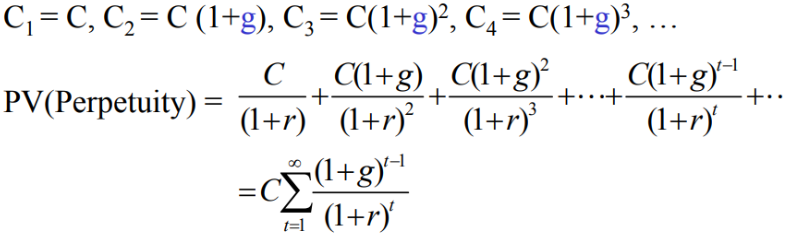 C₁ = C, C₂ = C (1+g), C₃ = C(1+g)², C₄ = C(1+g)³, …
PV(Perpetuity) = C/(1+r) + C(1+g)/(1+r)² + C(1+g)²/(1+r)³ + ⋯ + C(1+g)ᵗ⁻¹/(1+r)ᵗ + ‥
= C ∑_{t=1}^{∞} (1+g)ᵗ⁻¹/(1+r)ᵗ